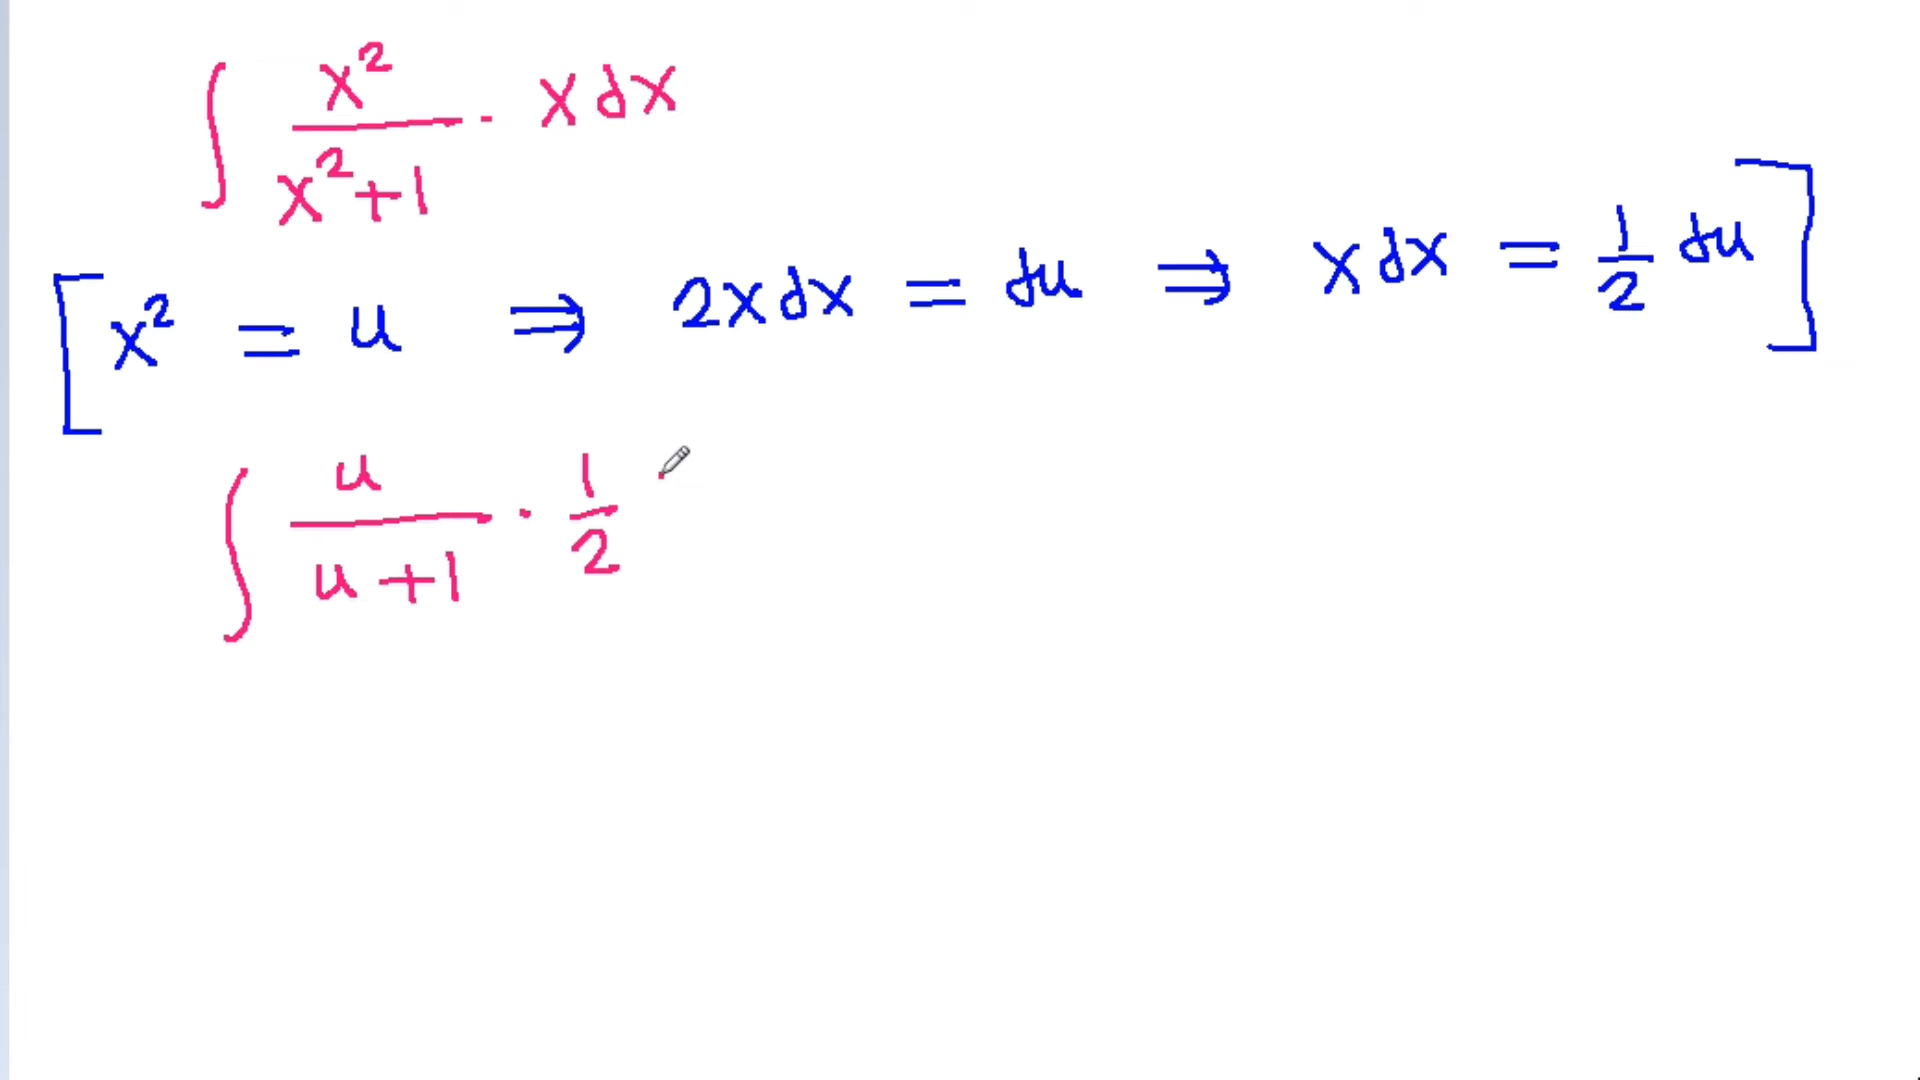 ∫ x²/(x²+1) · x dx
[x² = u ⇒ 2x dx = du ⇒ x dx = 1/2 du]
∫ u/(u+1) · 1/2